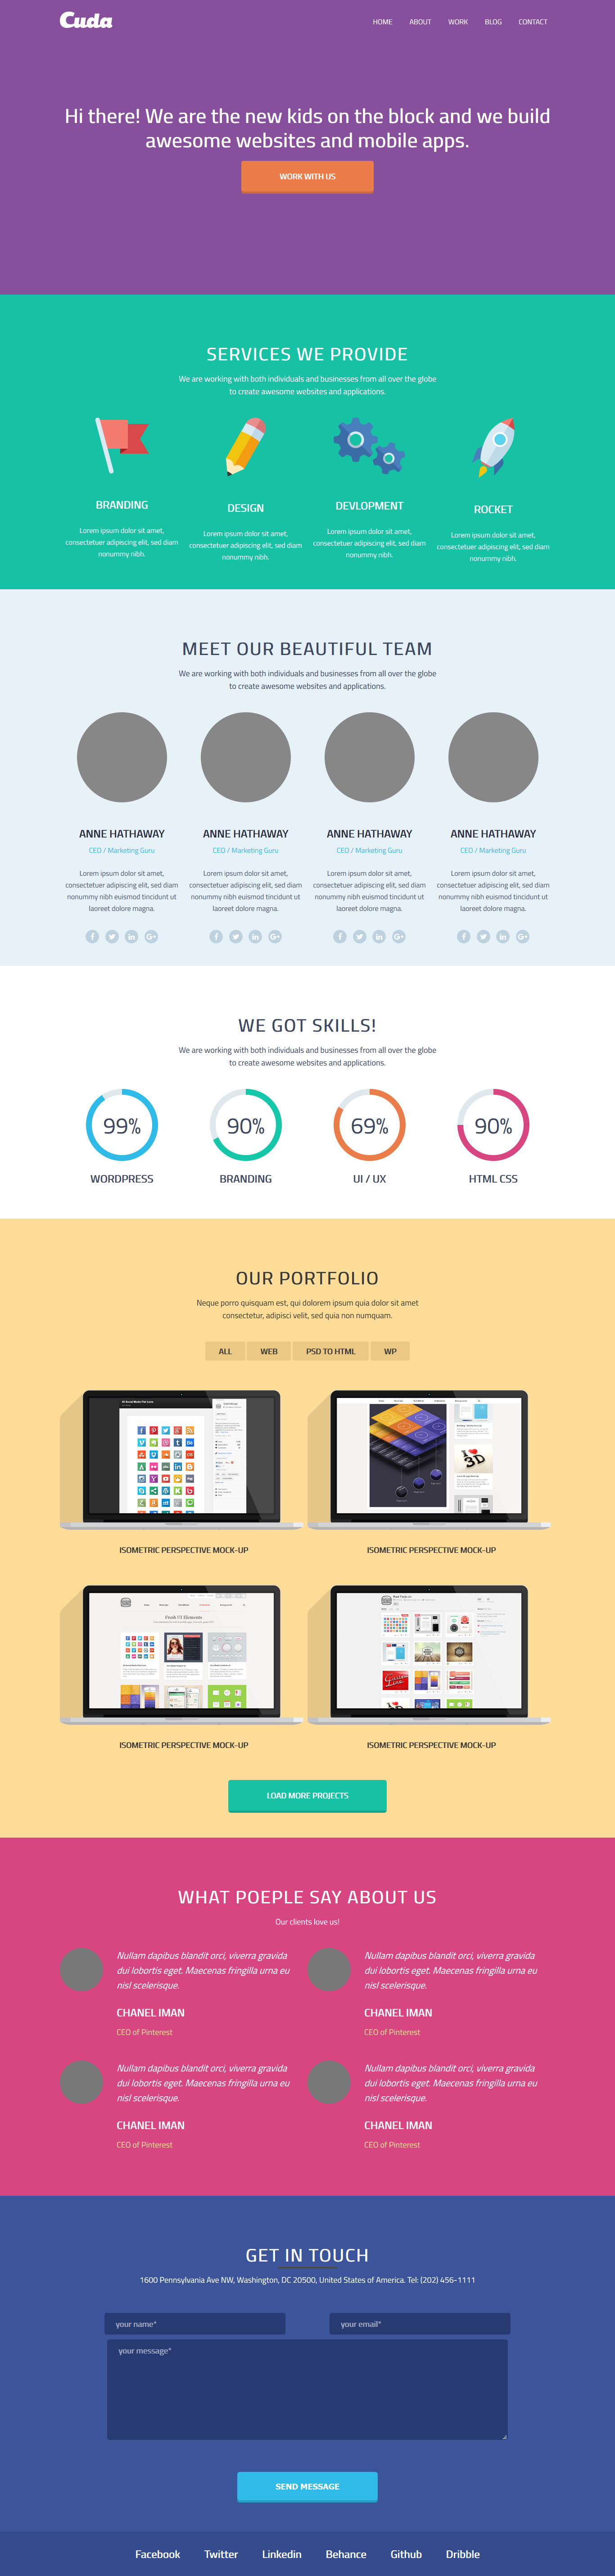 Cuda
HOME ABOUT WORK BLOG CONTACT
Hi there! We are the new kids on the block and we build
awesome websites and mobile apps.
WORK WITH US
SERVICES WE PROVIDE
We are working with both individuals and businesses from all over the globe
to create awesome websites and applications.
BRANDING
Lorem ipsum dolor sit amet,
consectetuer adipiscing elit, sed diam
nonummy nibh.
DESIGN
Lorem ipsum dolor sit amet,
consectetuer adipiscing elit, sed diam
nonummy nibh.
DEVLOPMENT
Lorem ipsum dolor sit amet,
consectetuer adipiscing elit, sed diam
nonummy nibh.
ROCKET
Lorem ipsum dolor sit amet,
consectetuer adipiscing elit, sed diam
nonummy nibh.
MEET OUR BEAUTIFUL TEAM
We are working with both individuals and businesses from all over the globe
to create awesome websites and applications.
ANNE HATHAWAY
CEO / Marketing Guru
Lorem ipsum dolor sit amet,
consectetuer adipiscing elit, sed diam
nonummy nibh euismod tincidunt ut
laoreet dolore magna.
ANNE HATHAWAY
CEO / Marketing Guru
Lorem ipsum dolor sit amet,
consectetuer adipiscing elit, sed diam
nonummy nibh euismod tincidunt ut
laoreet dolore magna.
ANNE HATHAWAY
CEO / Marketing Guru
Lorem ipsum dolor sit amet,
consectetuer adipiscing elit, sed diam
nonummy nibh euismod tincidunt ut
laoreet dolore magna.
ANNE HATHAWAY
CEO / Marketing Guru
Lorem ipsum dolor sit amet,
consectetuer adipiscing elit, sed diam
nonummy nibh euismod tincidunt ut
laoreet dolore magna.
WE GOT SKILLS!
We are working with both individuals and businesses from all over the globe
to create awesome websites and applications.
99%
WORDPRESS
90%
BRANDING
69%
UI / UX
90%
HTML CSS
OUR PORTFOLIO
Neque porro quisquam est, qui dolorem ipsum quia dolor sit amet
consectetur, adipisci velit, sed quia non numquam.
ALL WEB PSD TO HTML WP
I 3D
ISOMETRIC PERSPECTIVE MOCK-UP
ISOMETRIC PERSPECTIVE MOCK-UP
Fresh UI Elements
ISOMETRIC PERSPECTIVE MOCK-UP
ISOMETRIC PERSPECTIVE MOCK-UP
LOAD MORE PROJECTS
WHAT POEPLE SAY ABOUT US
Our clients love us!
Nullam dapibus blandit orci, viverra gravida
dui lobortis eget. Maecenas fringilla urna eu
nisl scelerisque.
CHANEL IMAN
CEO of Pinterest
Nullam dapibus blandit orci, viverra gravida
dui lobortis eget. Maecenas fringilla urna eu
nisl scelerisque.
CHANEL IMAN
CEO of Pinterest
Nullam dapibus blandit orci, viverra gravida
dui lobortis eget. Maecenas fringilla urna eu
nisl scelerisque.
CHANEL IMAN
CEO of Pinterest
Nullam dapibus blandit orci, viverra gravida
dui lobortis eget. Maecenas fringilla urna eu
nisl scelerisque.
CHANEL IMAN
CEO of Pinterest
GET IN TOUCH
1600 Pennsylvania Ave NW, Washington, DC 20500, United States of America. Tel: (202) 456-1111
your name*
your email*
your message*
SEND MESSAGE
Facebook Twitter Linkedin Behance Github Dribble